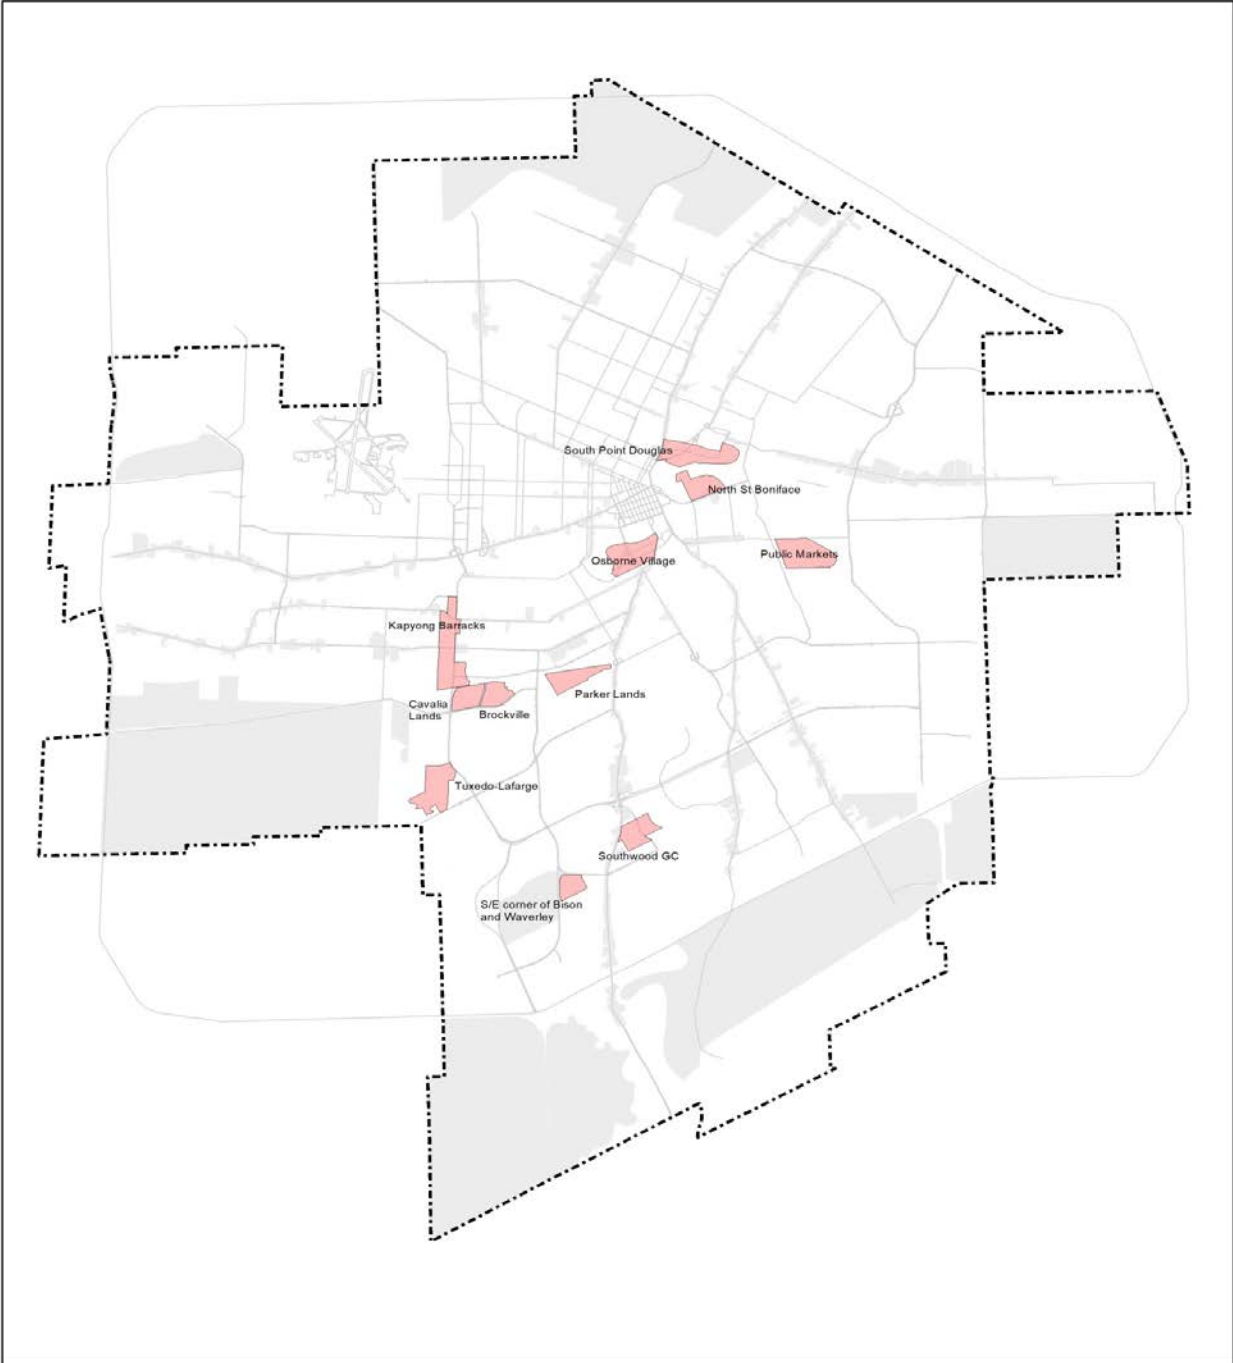 South Point Douglas
North St Boniface
Osborne Village
Public Markets
Kapyong Barracks
Parker Lands
Cavalia
Lands
Brockville
Tuxedo-Lafarge
Southwood GC
S/E corner of Bison
and Waverley